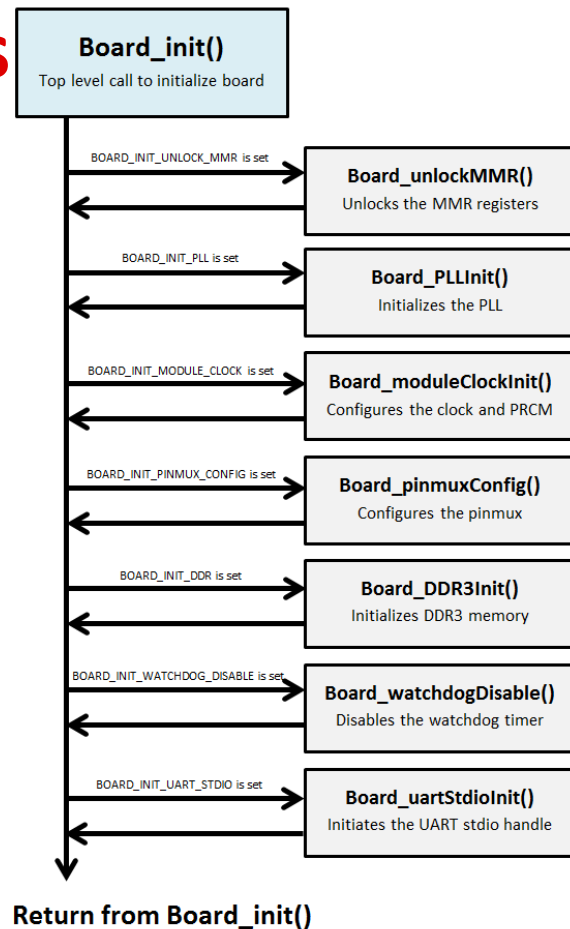 S
Board_init()
Top level call to initialize board
BOARD_INIT_UNLOCK_MMR is set
Board_unlockMMR()
Unlocks the MMR registers
BOARD_INIT_PLL is set
Board_PLLInit()
Initializes the PLL
BOARD_INIT_MODULE_CLOCK is set
Board_moduleClockInit()
Configures the clock and PRCM
BOARD_INIT_PINMUX_CONFIG is set
Board_pinmuxConfig()
Configures the pinmux
BOARD_INIT_DDR is set
Board_DDR3Init()
Initializes DDR3 memory
BOARD_INIT_WATCHDOG_DISABLE is set
Board_watchdogDisable()
Disables the watchdog timer
BOARD_INIT_UART_STDIO is set
Board_uartStdioInit()
Initiates the UART stdio handle
Return from Board_init()